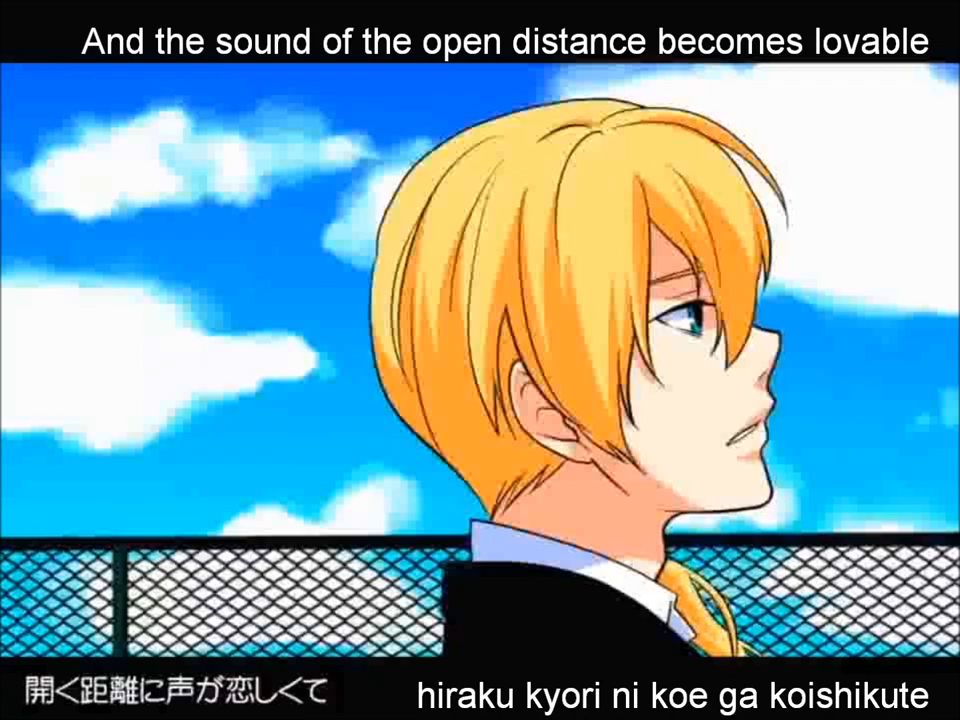 And the sound of the open distance becomes lovable
開く距離に声が恋しくて
hiraku kyori ni koe ga koishikute